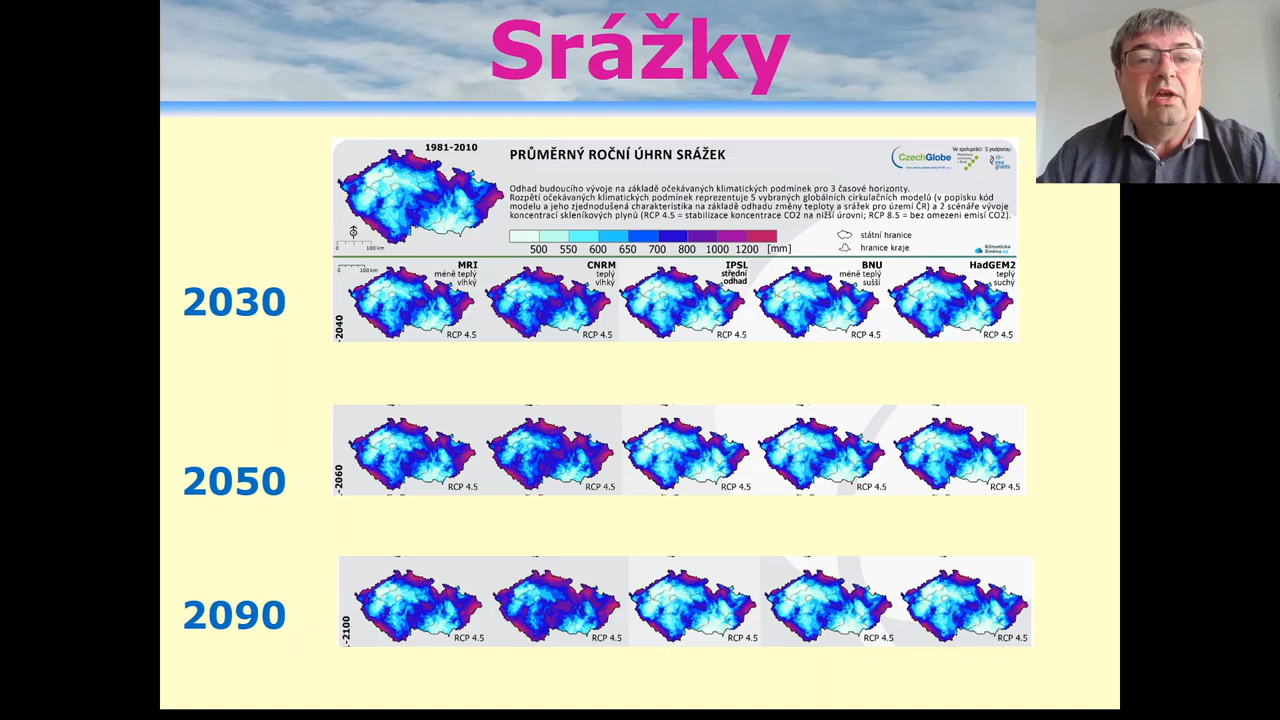 Srážky
1981-2010
PRŮMĚRNÝ ROČNÍ ÚHRN SRÁŽEK
CzechGlobe
Ve spolupráci:
S podporou:
Odhad budoucího vývoje na základě očekávaných klimatických podmínek pro 3 časové horizonty.
Rozpětí očekávaných klimatických podmínek reprezentuje 5 vybraných globálních cirkulačních modelů (v popisku kód
modelu a jeho zjednodušená charakteristika na základě odhadu změny teploty a srážek pro území ČR) a 2 scénáře vývoje
koncentrací skleníkových plynů (RCP 4.5 = stabilizace koncentrace CO2 na nižší úrovni; RCP 8.5 = bez omezení emisí CO2).
500 550 600 650 700 800 1000 1200 [mm]
státní hranice
hranice kraje
Klimatická
Změna.cz
0 100 km
0 100 km
2030
-2040
MRI
méně teplý
vlhký
RCP 4.5
CNRM
teplý
vlhký
RCP 4.5
IPSL
střední
odhad
RCP 4.5
BNU
méně teplý
sušší
RCP 4.5
HadGEM2
teplý
suchý
RCP 4.5
2050
-2060
RCP 4.5
RCP 4.5
RCP 4.5
RCP 4.5
RCP 4.5
2090
-2100
RCP 4.5
RCP 4.5
RCP 4.5
RCP 4.5
RCP 4.5